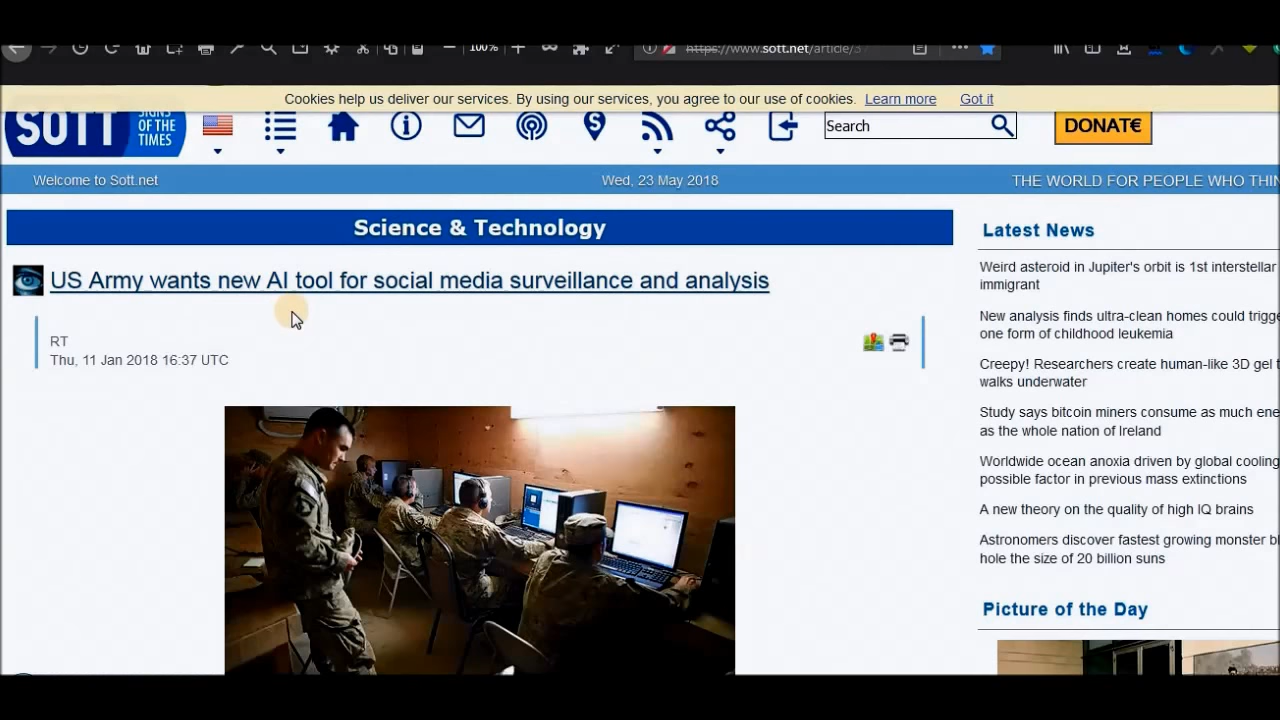 100%
https://www.sott.net/article/3
Cookies help us deliver our services. By using our services, you agree to our use of cookies. Learn more Got it
SOTT
SIGNS
OF THE
TIMES
Search
DONAT€
Welcome to Sott.net
Wed, 23 May 2018
THE WORLD FOR PEOPLE WHO
Science & Technology
US Army wants new AI tool for social media surveillance and analysis
RT
Thu, 11 Jan 2018 16:37 UTC
Latest News
Weird asteroid in Jupiter's orbit is 1st interstellar
immigrant
New analysis finds ultra-clean homes could
one form of childhood leukemia
Creepy! Researchers create human-like 3D gel
walks underwater
Study says bitcoin miners consume as much
as the whole nation of Ireland
Worldwide ocean anoxia driven by global cooling
possible factor in previous mass extinctions
A new theory on the quality of high IQ brains
Astronomers discover fastest growing monster
hole the size of 20 billion suns
Picture of the Day